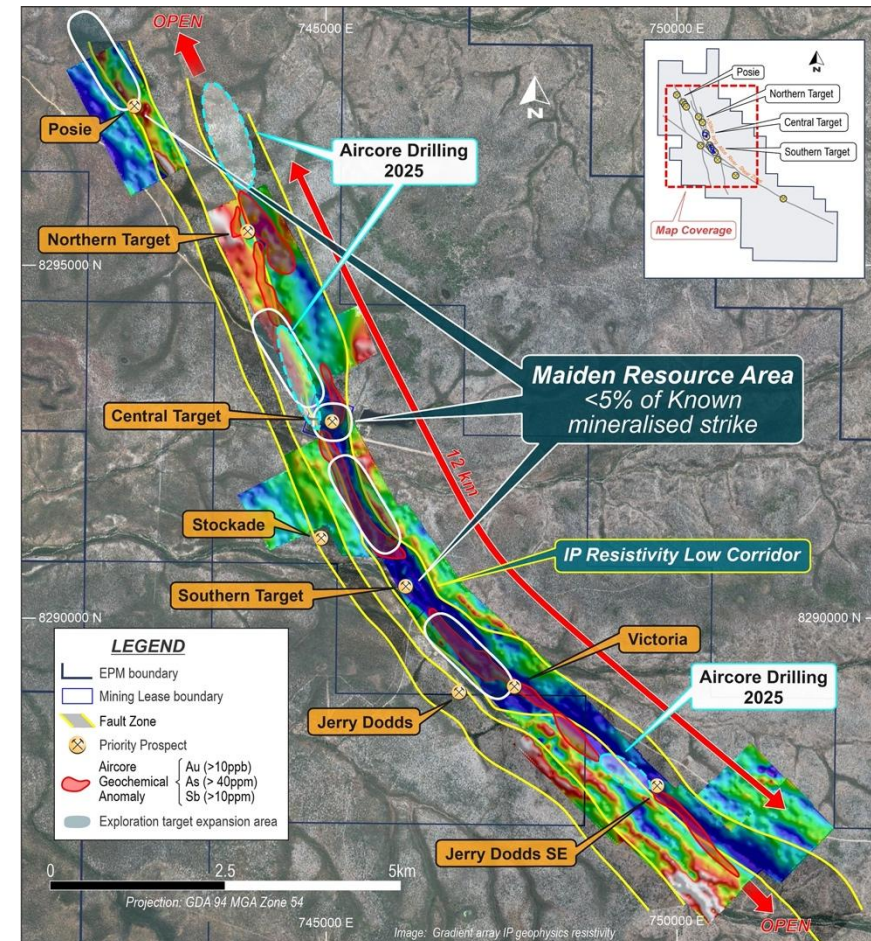 745000 E
750000 E
OPEN
N
N
Posie
Northern Target
Central Target
Southern Target
Map Coverage
Posie
Aircore Drilling
2025
Northern Target
8295000 N
Maiden Resource Area
<5% of Known
mineralised strike
Central Target
12 km
Stockade
IP Resistivity Low Corridor
Southern Target
8290000 N
8290000 N
Victoria
LEGEND
EPM boundary
Mining Lease boundary
Fault Zone
Priority Prospect
Aircore
Geochemical
Anomaly
Au (>10ppb)
As (> 40ppm)
Sb (>10ppm)
Exploration target expansion area
Aircore Drilling
2025
Jerry Dodds
Jerry Dodds SE
0
2.5
5km
Projection: GDA 94 MGA Zone 54
745000 E
750000 E
OPEN
Image: Gradient array IP geophysics resistivity